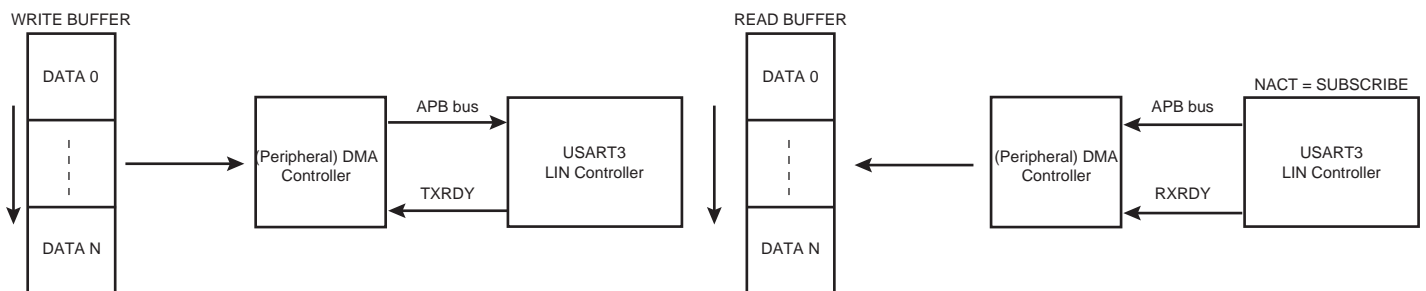 WRITE BUFFER
DATA 0
DATA N
(Peripheral) DMA
Controller
APB bus
TXRDY
USART3
LIN Controller
READ BUFFER
DATA 0
DATA N
(Peripheral) DMA
Controller
APB bus
RXRDY
NACT = SUBSCRIBE
USART3
LIN Controller